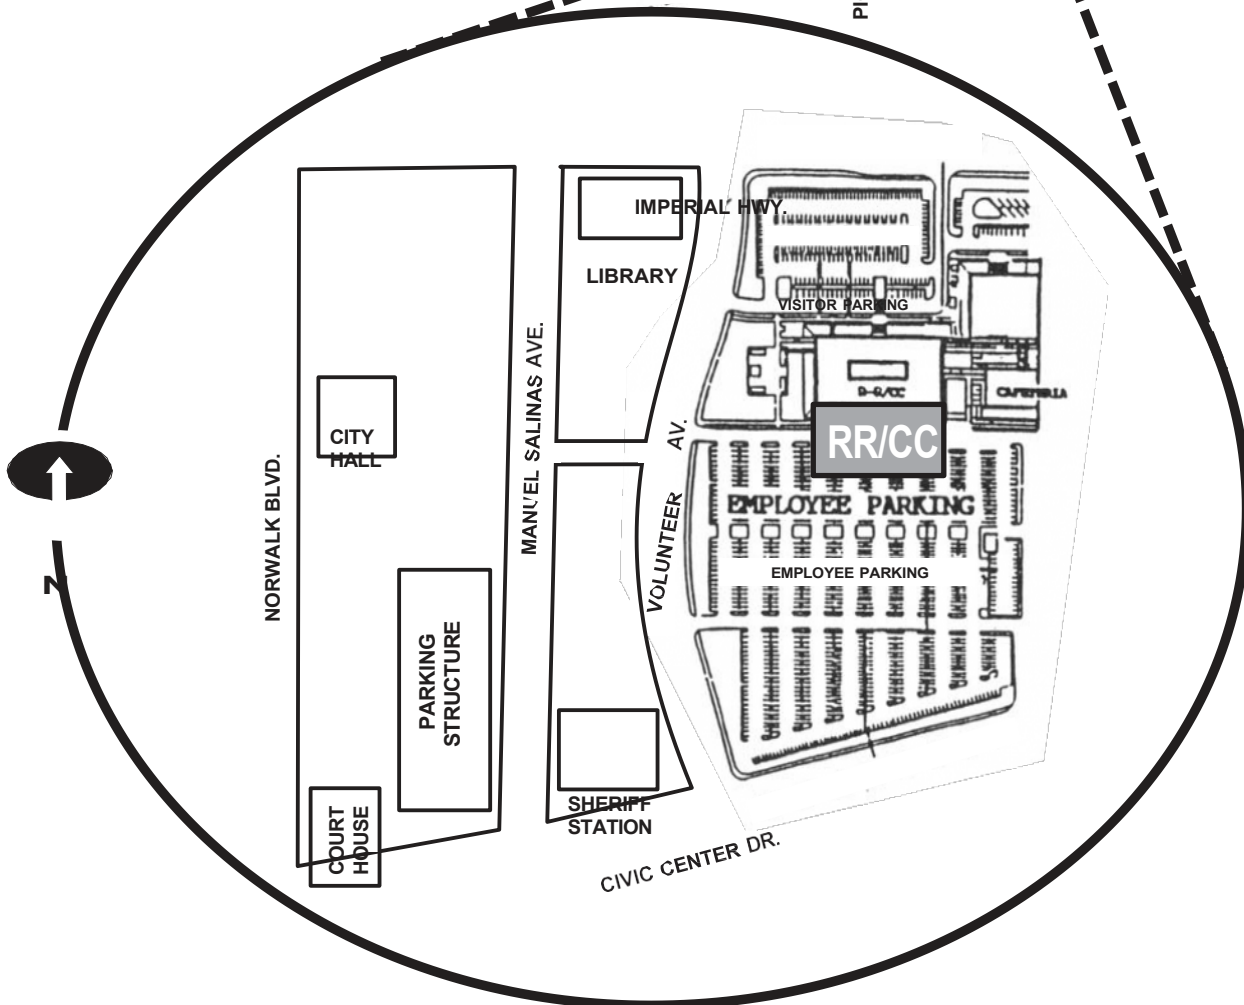 PI
IMPERIAL HWY.
LIBRARY
VISITOR PARKING
MANUEL SALINAS AVE.
CITY
HALL
NORWALK BLVD.
AV.
VOLUNTEER
CAFETERIA
RR/CC
EMPLOYEE PARKING
EMPLOYEE PARKING
N
PARKING
STRUCTURE
COURT
HOUSE
SHERIFF
STATION
CIVIC CENTER DR.